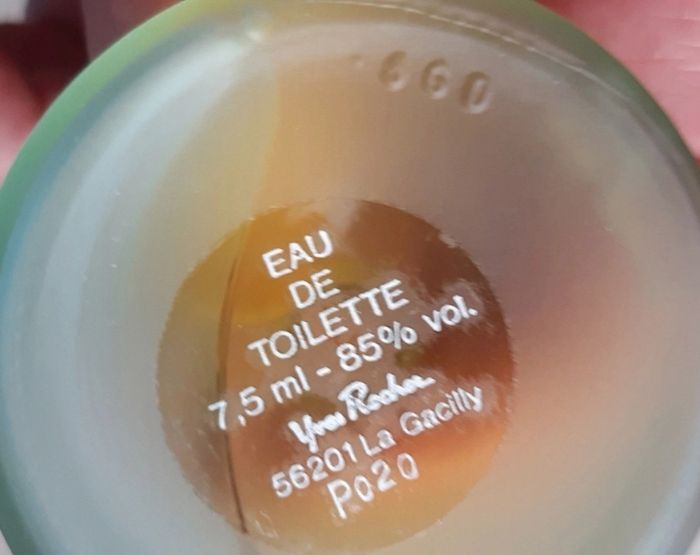 660
EAU
DE
TOILETTE
7,5 ml - 85% vol.
Yves Rocher
56201 La Gacilly
P020